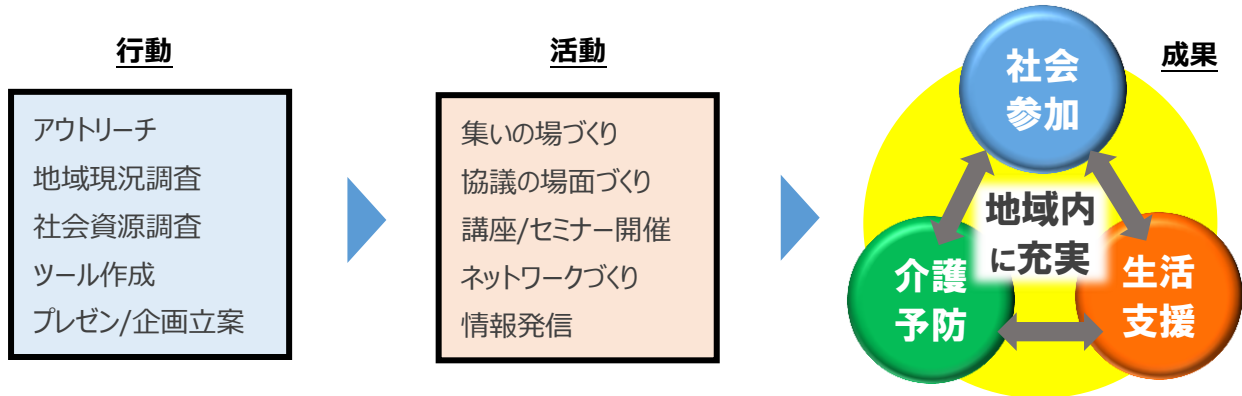 行動
アウトリーチ
地域現況調査
社会資源調査
ツール作成
プレゼン/企画立案
活動
集いの場づくり
協議の場面づくり
講座/セミナー開催
ネットワークづくり
情報発信
成果
社会
参加
地域内
に充実
介護
予防
生活
支援